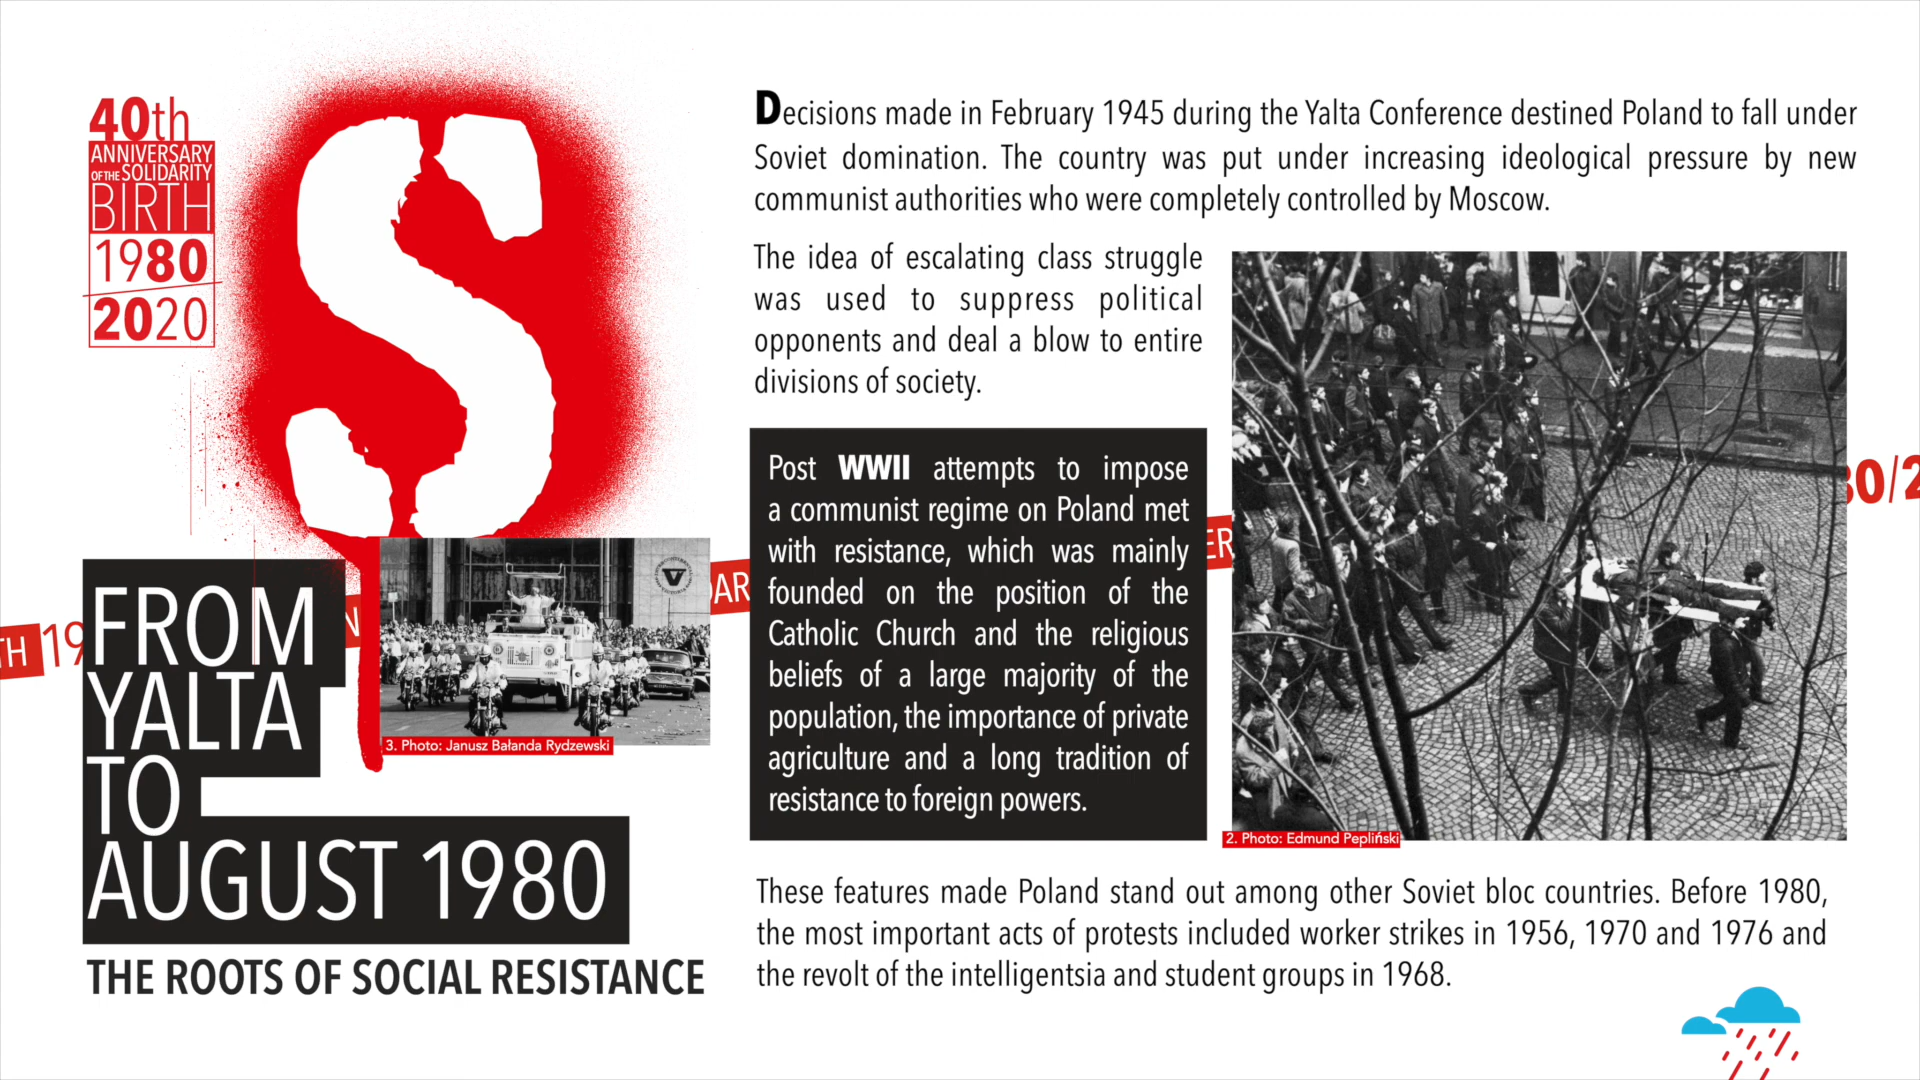 40th
ANNIVERSARY
OF THE SOLIDARITY
BIRTH
1980
2020
S
FROM
YALTA
TO
AUGUST 1980
THE ROOTS OF SOCIAL RESISTANCE
3. Photo: Janusz Bałanda Rydzewski
Decisions made in February 1945 during the Yalta Conference destined Poland to fall under
Soviet domination. The country was put under increasing ideological pressure by new
communist authorities who were completely controlled by Moscow.
The idea of escalating class struggle
was used to suppress political
opponents and deal a blow to entire
divisions of society.
Post WWII attempts to impose
a communist regime on Poland met
with resistance, which was mainly
founded on the position of the
Catholic Church and the religious
beliefs of a large majority of the
population, the importance of private
agriculture and a long tradition of
resistance to foreign powers.
2. Photo: Edmund Pepliński
These features made Poland stand out among other Soviet bloc countries. Before 1980,
the most important acts of protests included worker strikes in 1956, 1970 and 1976 and
the revolt of the intelligentsia and student groups in 1968.